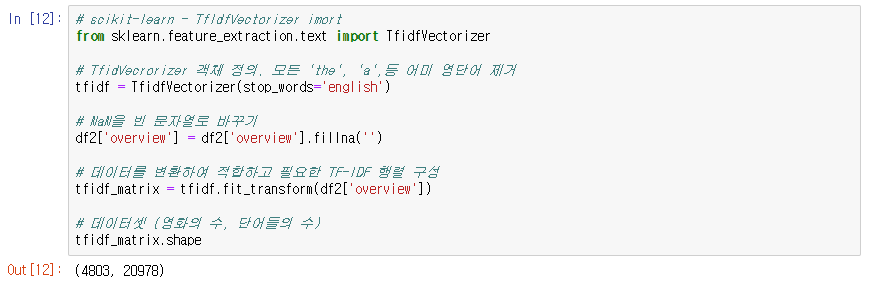 In [12]: # scikit-learn - TfIdfVectorizer imort
from sklearn.feature_extraction.text import TfidfVectorizer
# TfidVecrorizer 객체 정의. 모든 'the', 'a',등 어미 영단어 제거
tfidf = TfidfVectorizer(stop_words='english')
# NaN을 빈 문자열로 바꾸기
df2['overview'] = df2['overview'].fillna('')
# 데이터를 변환하여 적합하고 필요한 TF-IDF 행렬 구성
tfidf_matrix = tfidf.fit_transform(df2['overview'])
# 데이터셋 (영화의 수, 단어들의 수)
tfidf_matrix.shape
Out[12]: (4803, 20978)